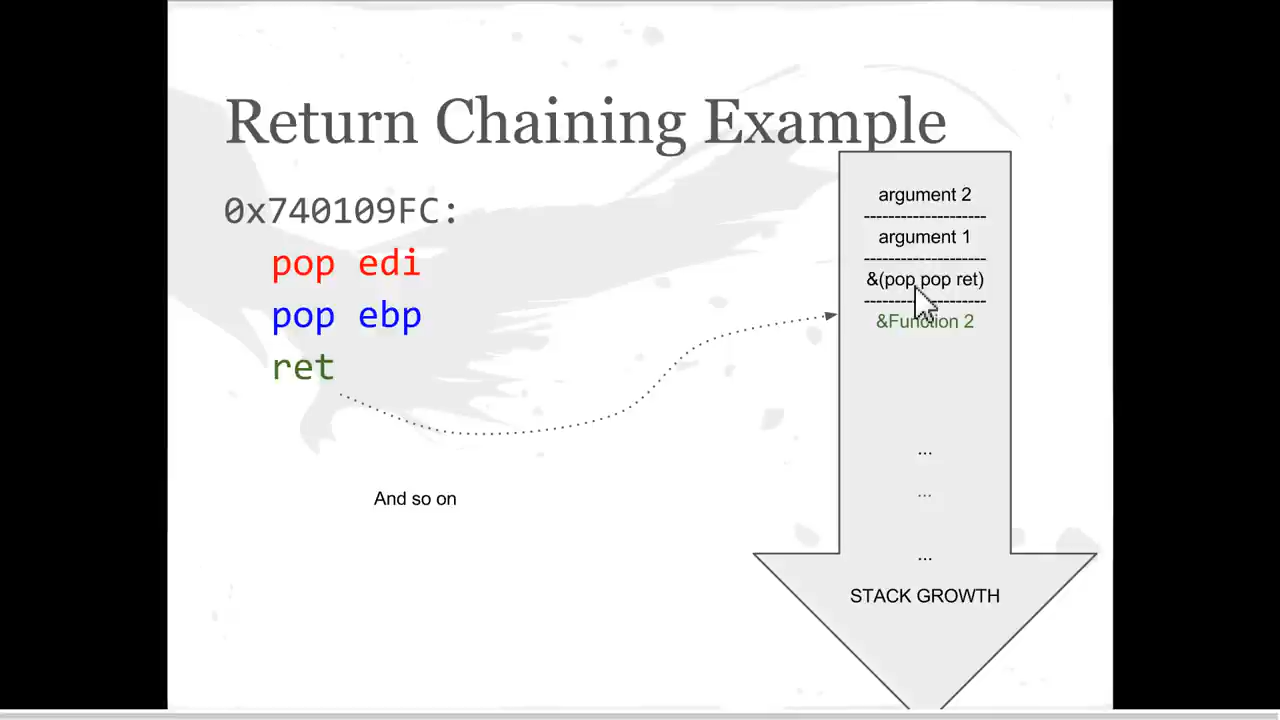 Return Chaining Example
0x740109FC:
pop edi
pop ebp
ret
And so on
argument 2
--------------------
argument 1
--------------------
&(pop pop ret)
--------------------
&Function 2
...
...
...
STACK GROWTH